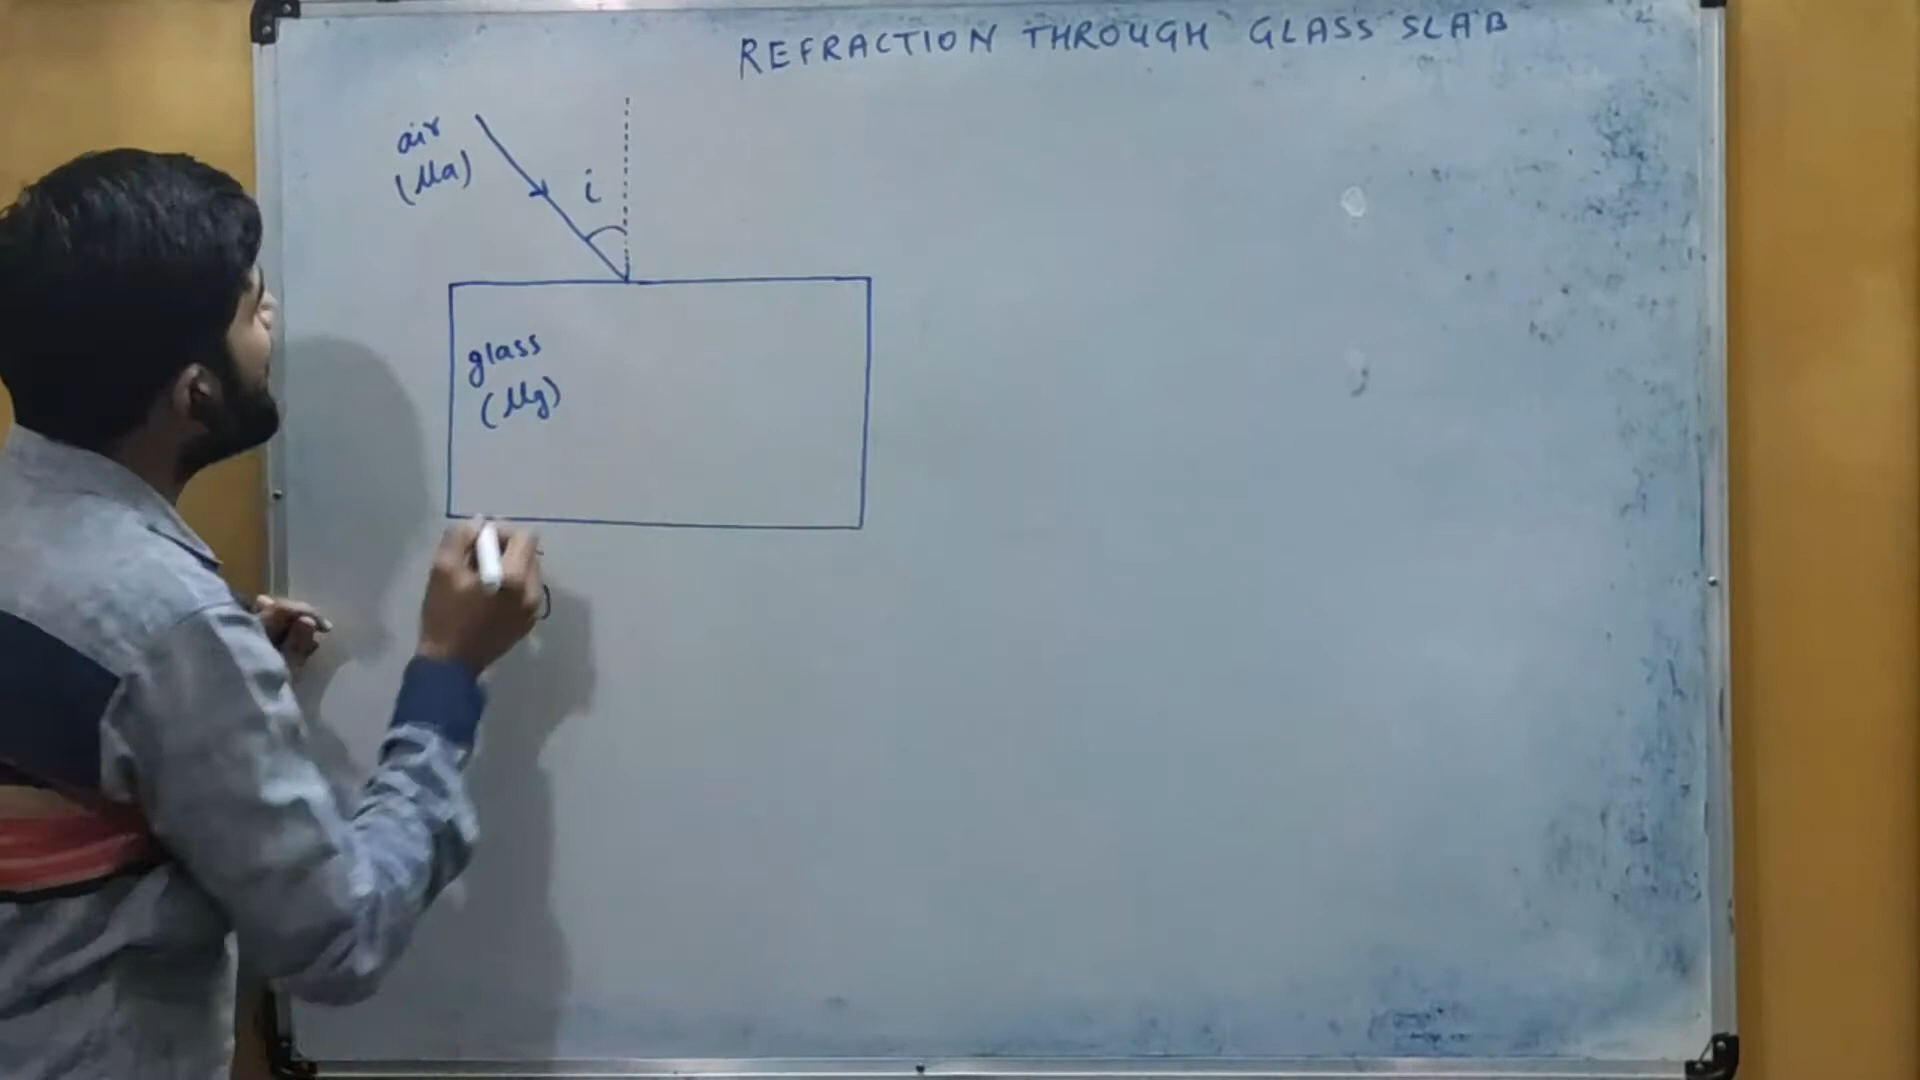 REFRACTION THROUGH GLASS SLAB
air
(μa)
i
glass
(μg)